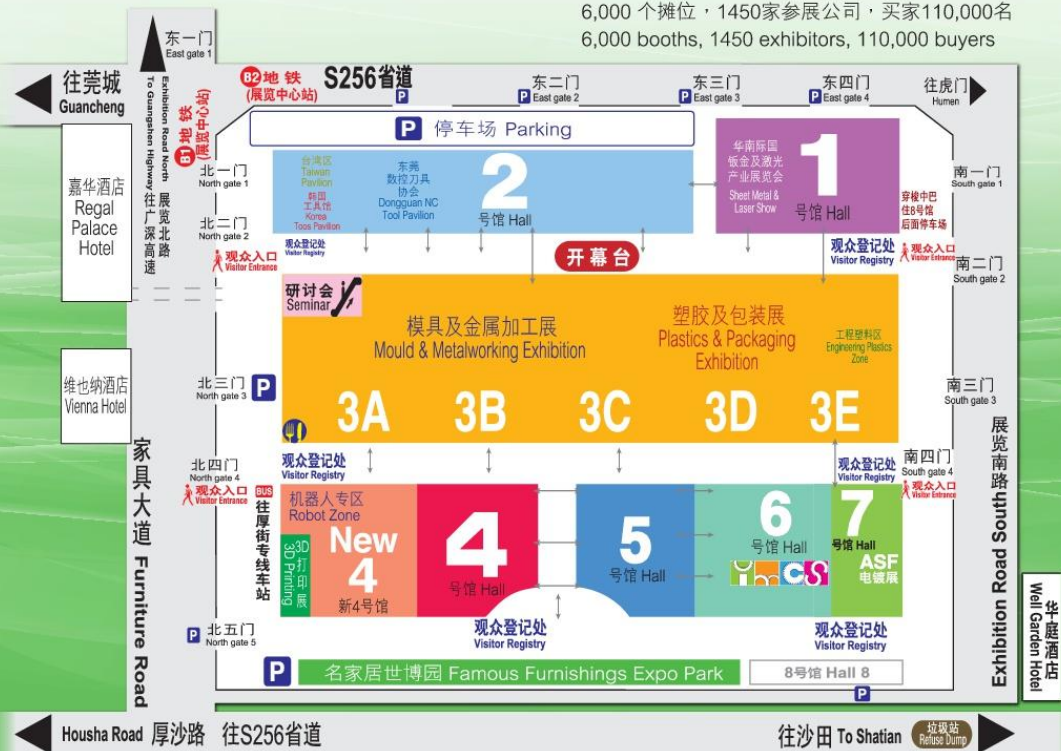 6,000 个摊位，1450家参展公司，买家110,000名
6,000 booths, 1450 exhibitors, 110,000 buyers
东一门
East gate 1
往莞城
Guancheng
To Guangshen Highway 往广深高速
Exhibition Road North 展览北路
B1 地铁
(展览中心站)
B2 地铁
(展览中心站)
S256省道
P
东二门
P East gate 2
东三门
P East gate 3
东四门
P East gate 4
往虎门
Humen
P 停车场 Parking
嘉华酒店
Regal
Palace
Hotel
北一门
North gate 1
北二门
North gate 2
观众入口
Visitor Entrance
台湾区
Taiwan
Pavilion
韩国
工具馆
Korea
Toos Pavilion
东莞
数控刀具
协会
Dongguan NC
Tool Pavilion
2
号馆 Hall
华南际国
钣金及激光
产业展览会
Sheet Metal &
Laser Show
1
号馆 Hall
南一门
South gate 1
穿梭中巴
住8号馆
后面停车场
观众登记处
Visitor Registry
开幕台
观众登记处
Visitor Registry
观众入口
Visitor Entrance
南二门
South gate 2
研讨会
Seminar
模具及金属加工展
Mould & Metalworking Exhibition
塑胶及包装展
Plastics & Packaging
Exhibition
工程塑料区
Engineering Plastics
Zone
3A
3B
3C
3D
3E
维也纳酒店
Vienna Hotel
北三门
North gate 3
P
南三门
South gate 3
家具大道 Furniture Road
展览南路 Exhibition Road South
北四门
North gate 4
观众入口
Visitor Entrance
观众登记处
Visitor Registry
观众登记处
Visitor Registry
南四门
South gate 4
观众入口
Visitor Entrance
BUS
往厚街专线车站
机器人专区
Robot Zone
3D打印展
3D Printing
New
4
新4号馆
4
号馆 Hall
5
号馆 Hall
6
号馆 Hall
imcs
7
号馆 Hall
ASF
电镀展
华庭酒店
Well Garden Hotel
P
北五门
North gate 5
观众登记处
Visitor Registry
观众登记处
Visitor Registry
P
名家居世博园 Famous Furnishings Expo Park
8号馆 Hall 8
P
Housha Road 厚沙路 往S256省道
往沙田 To Shatian
垃圾站
Refuse Dump